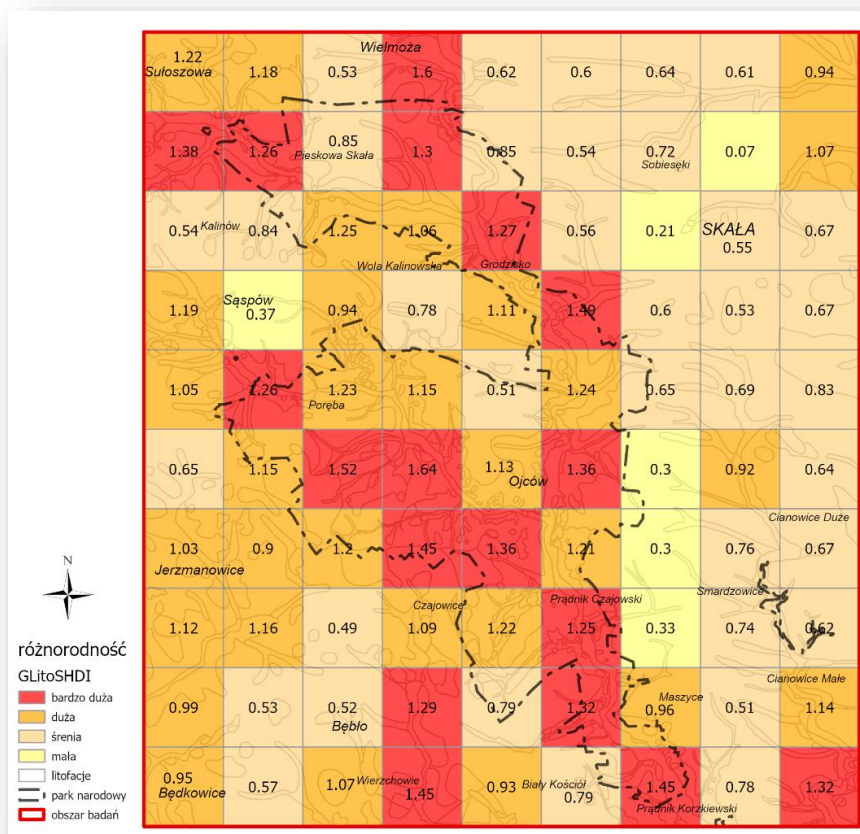 Wielmoża
1.22
Sułoszowa
1.18 0.53 1.6 0.62 0.6 0.64 0.61 0.94
1.38 1.26 0.85 1.3 0.85 0.54 0.72 0.07 1.07
Pieskowa Skała
Sobiesęki
0.54 Kalinów 0.84 1.25 1.06 1.27 0.56 0.21 SKAŁA 0.67
0.55
Wola Kalinowska
Grodzisko
Sąspów
1.19 0.37 0.94 0.78 1.11 1.49 0.6 0.53 0.67
1.05 1.26 1.23 1.15 0.51 1.24 0.65 0.69 0.83
Poręba
0.65 1.15 1.52 1.64 1.13 1.36 0.3 0.92 0.64
Ojców
Cianowice Duże
1.03 0.9 1.2 1.45 1.36 1.21 0.3 0.76 0.67
Jerzmanowice
Smardzowice
Czajowice
Prądnik Czajowski
1.12 1.16 0.49 1.09 1.22 1.25 0.33 0.74 0.62
Cianowice Małe
Maszyce
0.99 0.53 0.52 1.29 0.79 1.32 0.96 0.51 1.14
Bębło
0.95
Będkowice
0.57 1.07 Wierzchowie 1.45 0.93 Biały Kościół 0.79 1.45 0.78 1.32
Prądnik Korzkiewski
N
różnorodność
GLitoSHDI
bardzo duża
duża
śrenia
mała
litofacje
park narodowy
obszar badań